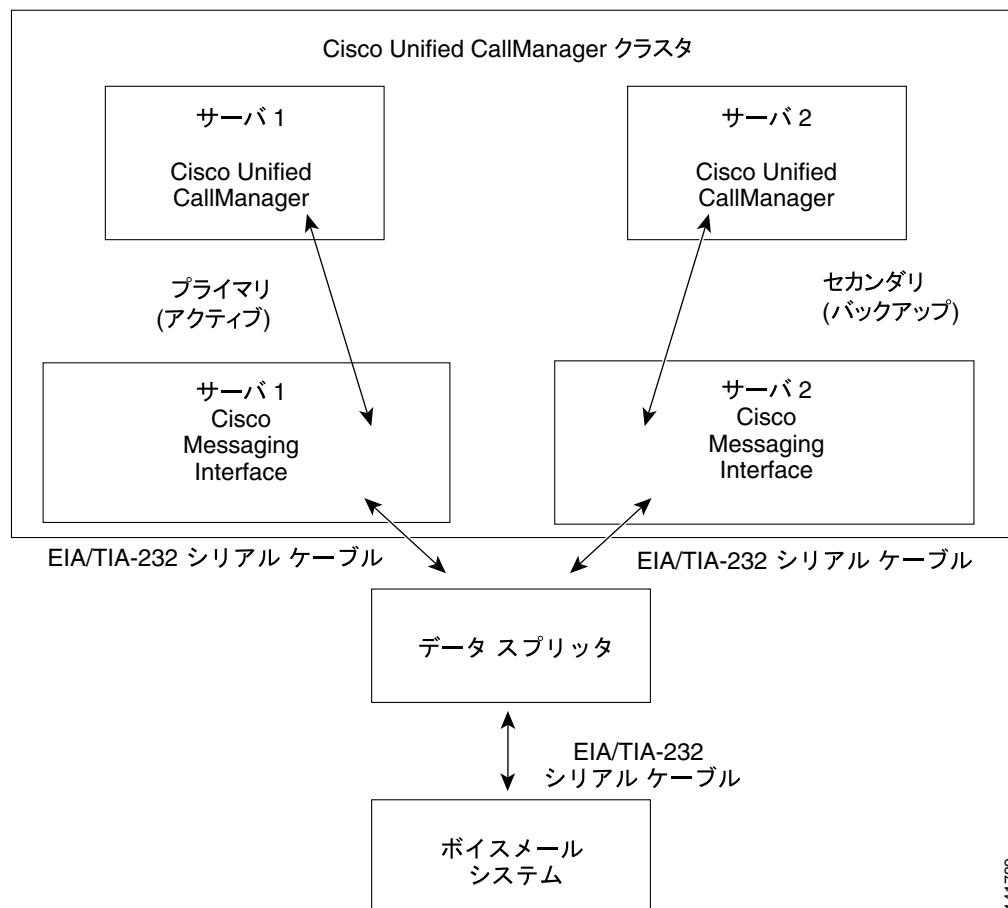 Cisco Unified CallManager クラスタ
サーバ 1
Cisco Unified
CallManager
サーバ 2
Cisco Unified
CallManager
プライマリ
(アクティブ)
セカンダリ
(バックアップ)
サーバ 1
Cisco
Messaging
Interface
サーバ 2
Cisco
Messaging
Interface
EIA/TIA-232 シリアル ケーブル
EIA/TIA-232 シリアル ケーブル
データ スプリッタ
EIA/TIA-232
シリアル ケーブル
ボイスメール
システム